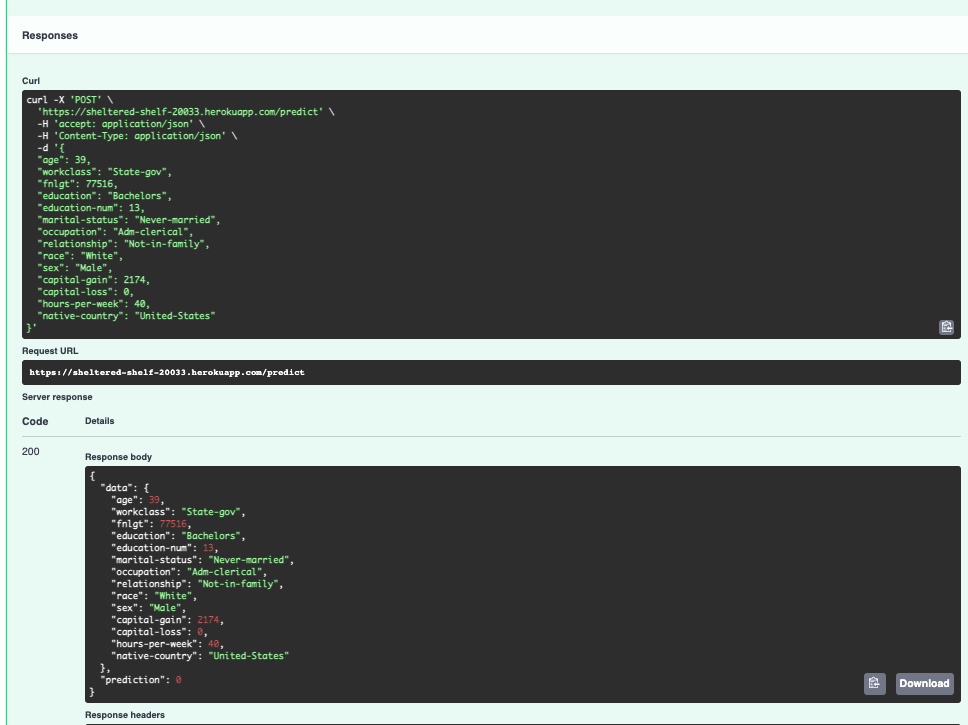 Responses
Curl
curl -X 'POST' \
  'https://sheltered-shelf-20033.herokuapp.com/predict' \
  -H 'accept: application/json' \
  -H 'Content-Type: application/json' \
  -d '{
  "age": 39,
  "workclass": "State-gov",
  "fnlgt": 77516,
  "education": "Bachelors",
  "education-num": 13,
  "marital-status": "Never-married",
  "occupation": "Adm-clerical",
  "relationship": "Not-in-family",
  "race": "White",
  "sex": "Male",
  "capital-gain": 2174,
  "capital-loss": 0,
  "hours-per-week": 40,
  "native-country": "United-States"
}'
Request URL
https://sheltered-shelf-20033.herokuapp.com/predict
Server response
Code Details
200
Response body
{
  "data": {
    "age": 39,
    "workclass": "State-gov",
    "fnlgt": 77516,
    "education": "Bachelors",
    "education-num": 13,
    "marital-status": "Never-married",
    "occupation": "Adm-clerical",
    "relationship": "Not-in-family",
    "race": "White",
    "sex": "Male",
    "capital-gain": 2174,
    "capital-loss": 0,
    "hours-per-week": 40,
    "native-country": "United-States"
  },
  "prediction": 0
}
Download
Response headers